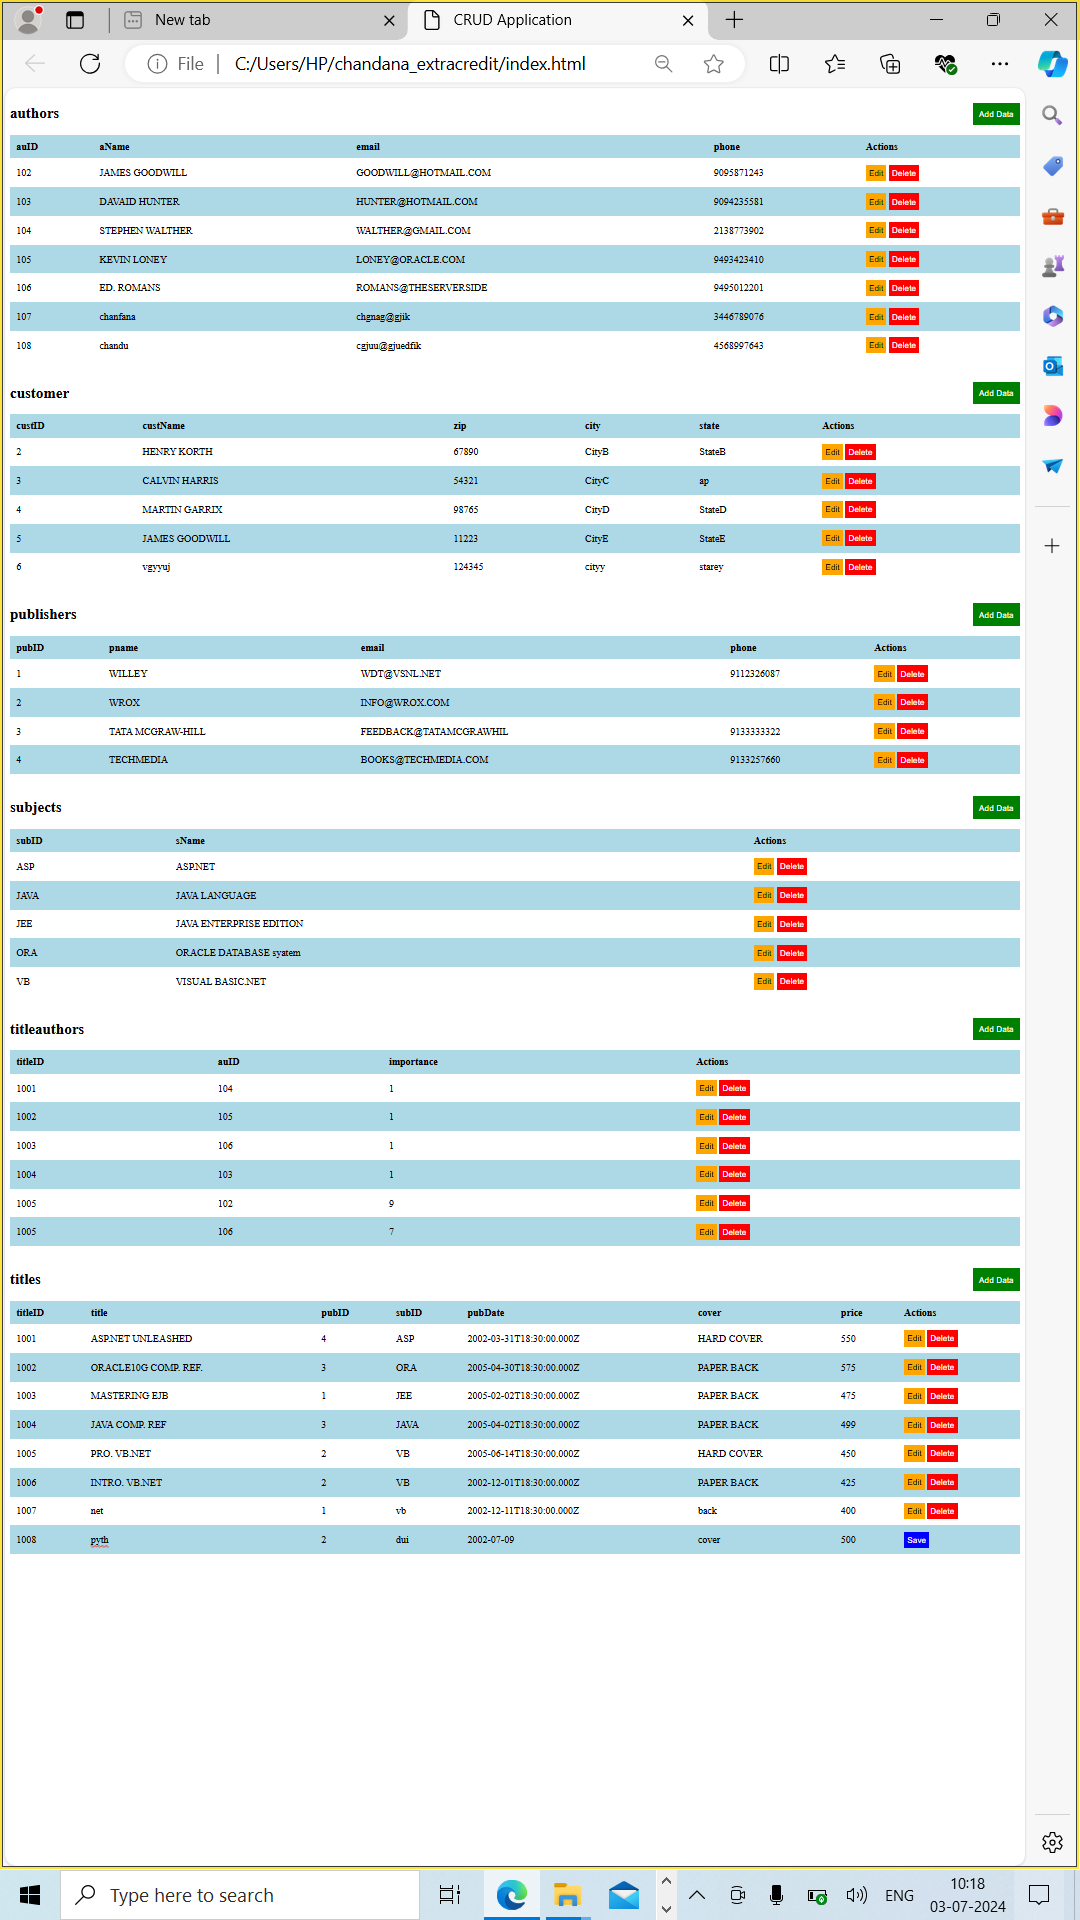 New tab
CRUD Application
File
C:/Users/HP/chandana_extracredit/index.html
authors
Add Data
auID aName email phone Actions
102 JAMES GOODWILL GOODWILL@HOTMAIL.COM 9095871243 Edit Delete
103 DAVAID HUNTER HUNTER@HOTMAIL.COM 9094235581 Edit Delete
104 STEPHEN WALTHER WALTHER@GMAIL.COM 2138773902 Edit Delete
105 KEVIN LONEY LONEY@ORACLE.COM 9493423410 Edit Delete
106 ED. ROMANS ROMANS@THESERVERSIDE 9495012201 Edit Delete
107 chanfana chgnag@gjik 3446789076 Edit Delete
108 chandu cgjuu@gjuedfik 4568997643 Edit Delete
customer
Add Data
custID custName zip city state Actions
2 HENRY KORTH 67890 CityB StateB Edit Delete
3 CALVIN HARRIS 54321 CityC ap Edit Delete
4 MARTIN GARRIX 98765 CityD StateD Edit Delete
5 JAMES GOODWILL 11223 CityE StateE Edit Delete
6 vgyyuj 124345 cityy starey Edit Delete
publishers
Add Data
pubID pname email phone Actions
1 WILLEY WDT@VSNL.NET 9112326087 Edit Delete
2 WROX INFO@WROX.COM Edit Delete
3 TATA MCGRAW-HILL FEEDBACK@TATAMCGRAWHIL 9133333322 Edit Delete
4 TECHMEDIA BOOKS@TECHMEDIA.COM 9133257660 Edit Delete
subjects
Add Data
subID sName Actions
ASP ASP.NET Edit Delete
JAVA JAVA LANGUAGE Edit Delete
JEE JAVA ENTERPRISE EDITION Edit Delete
ORA ORACLE DATABASE syatem Edit Delete
VB VISUAL BASIC.NET Edit Delete
titleauthors
Add Data
titleID auID importance Actions
1001 104 1 Edit Delete
1002 105 1 Edit Delete
1003 106 1 Edit Delete
1004 103 1 Edit Delete
1005 102 9 Edit Delete
1005 106 7 Edit Delete
titles
Add Data
titleID title pubID subID pubDate cover price Actions
1001 ASP.NET UNLEASHED 4 ASP 2002-03-31T18:30:00.000Z HARD COVER 550 Edit Delete
1002 ORACLE10G COMP. REF. 3 ORA 2005-04-30T18:30:00.000Z PAPER BACK 575 Edit Delete
1003 MASTERING EJB 1 JEE 2005-02-02T18:30:00.000Z PAPER BACK 475 Edit Delete
1004 JAVA COMP. REF 3 JAVA 2005-04-02T18:30:00.000Z PAPER BACK 499 Edit Delete
1005 PRO. VB.NET 2 VB 2005-06-14T18:30:00.000Z HARD COVER 450 Edit Delete
1006 INTRO. VB.NET 2 VB 2002-12-01T18:30:00.000Z PAPER BACK 425 Edit Delete
1007 net 1 vb 2002-12-11T18:30:00.000Z back 400 Edit Delete
1008 pyth 2 dui 2002-07-09 cover 500 Save
Type here to search
ENG
10:18
03-07-2024